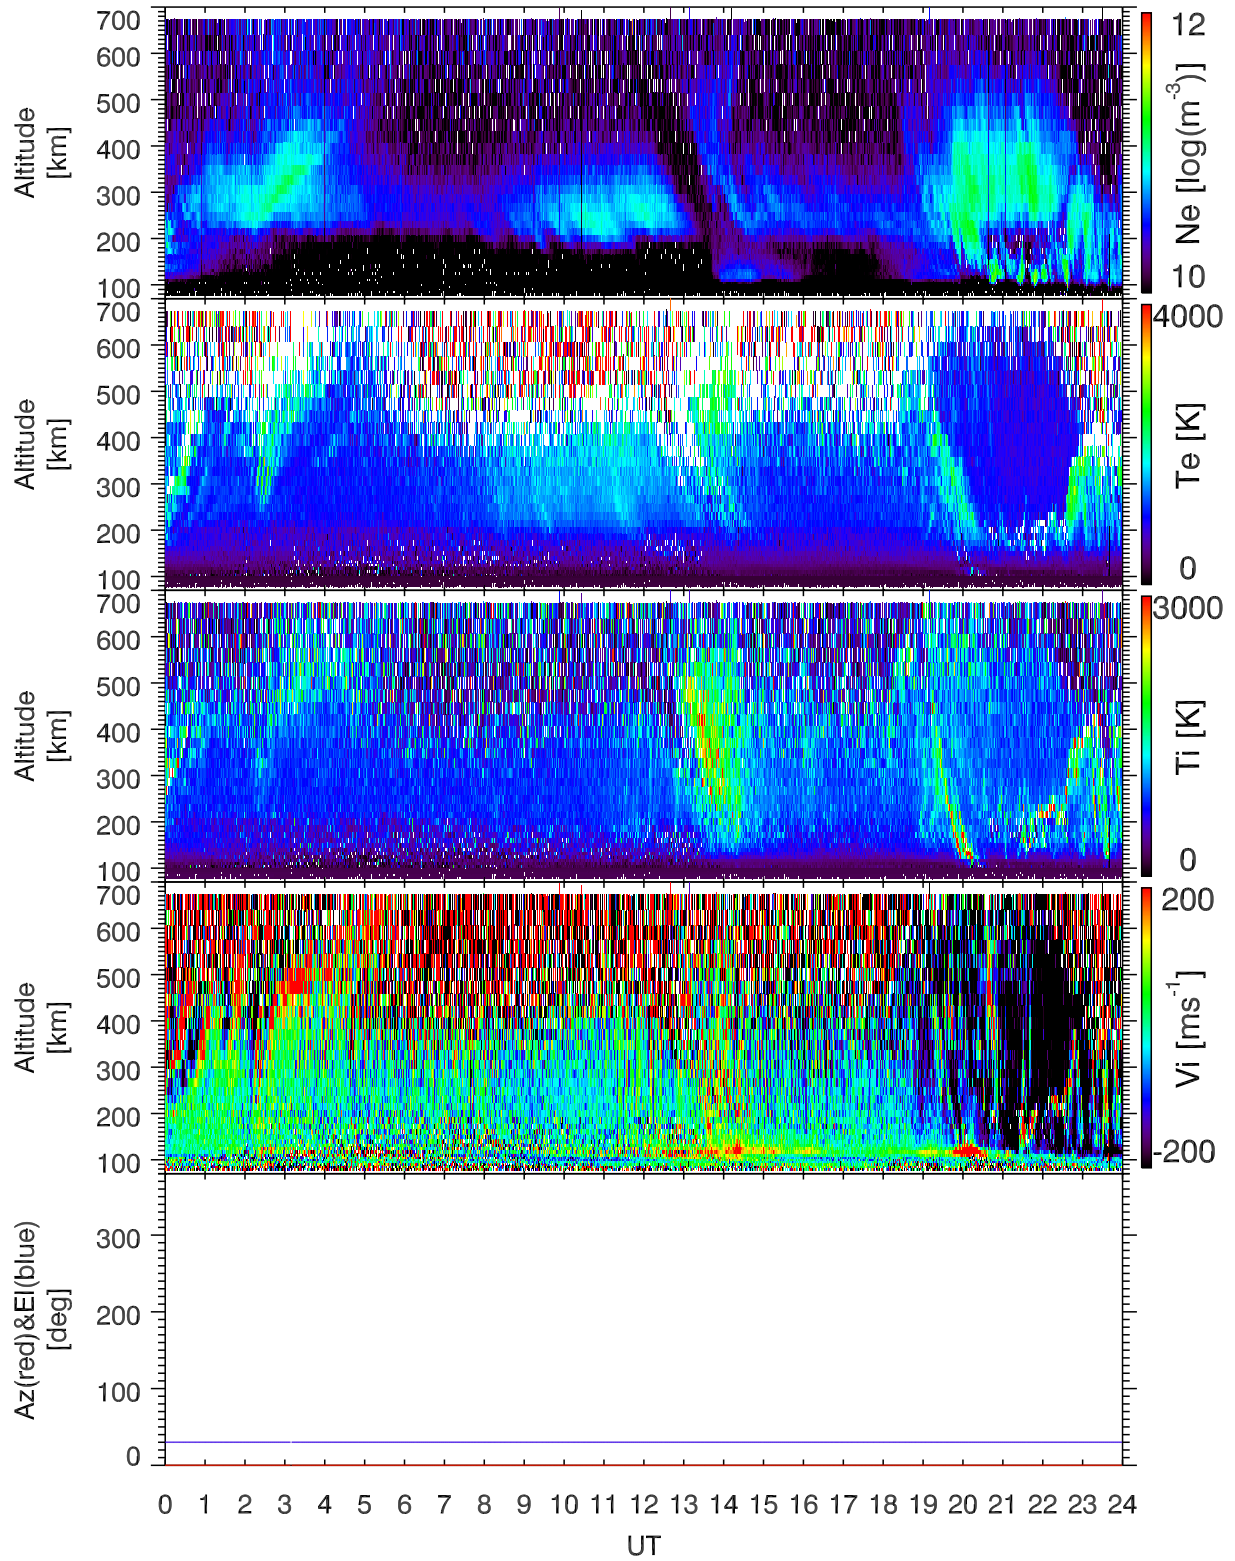 700
600
500
400
300
200
100
Altitude
[km]
12
10
Ne [log(m⁻³)]
700
600
500
400
300
200
100
Altitude
[km]
4000
0
Te [K]
700
600
500
400
300
200
100
Altitude
[km]
3000
0
Ti [K]
700
600
500
400
300
200
100
Altitude
[km]
200
-200
Vi [ms⁻¹]
300
200
100
0
Az(red)&El(blue)
[deg]
0 1 2 3 4 5 6 7 8 9 10 11 12 13 14 15 16 17 18 19 20 21 22 23 24
UT